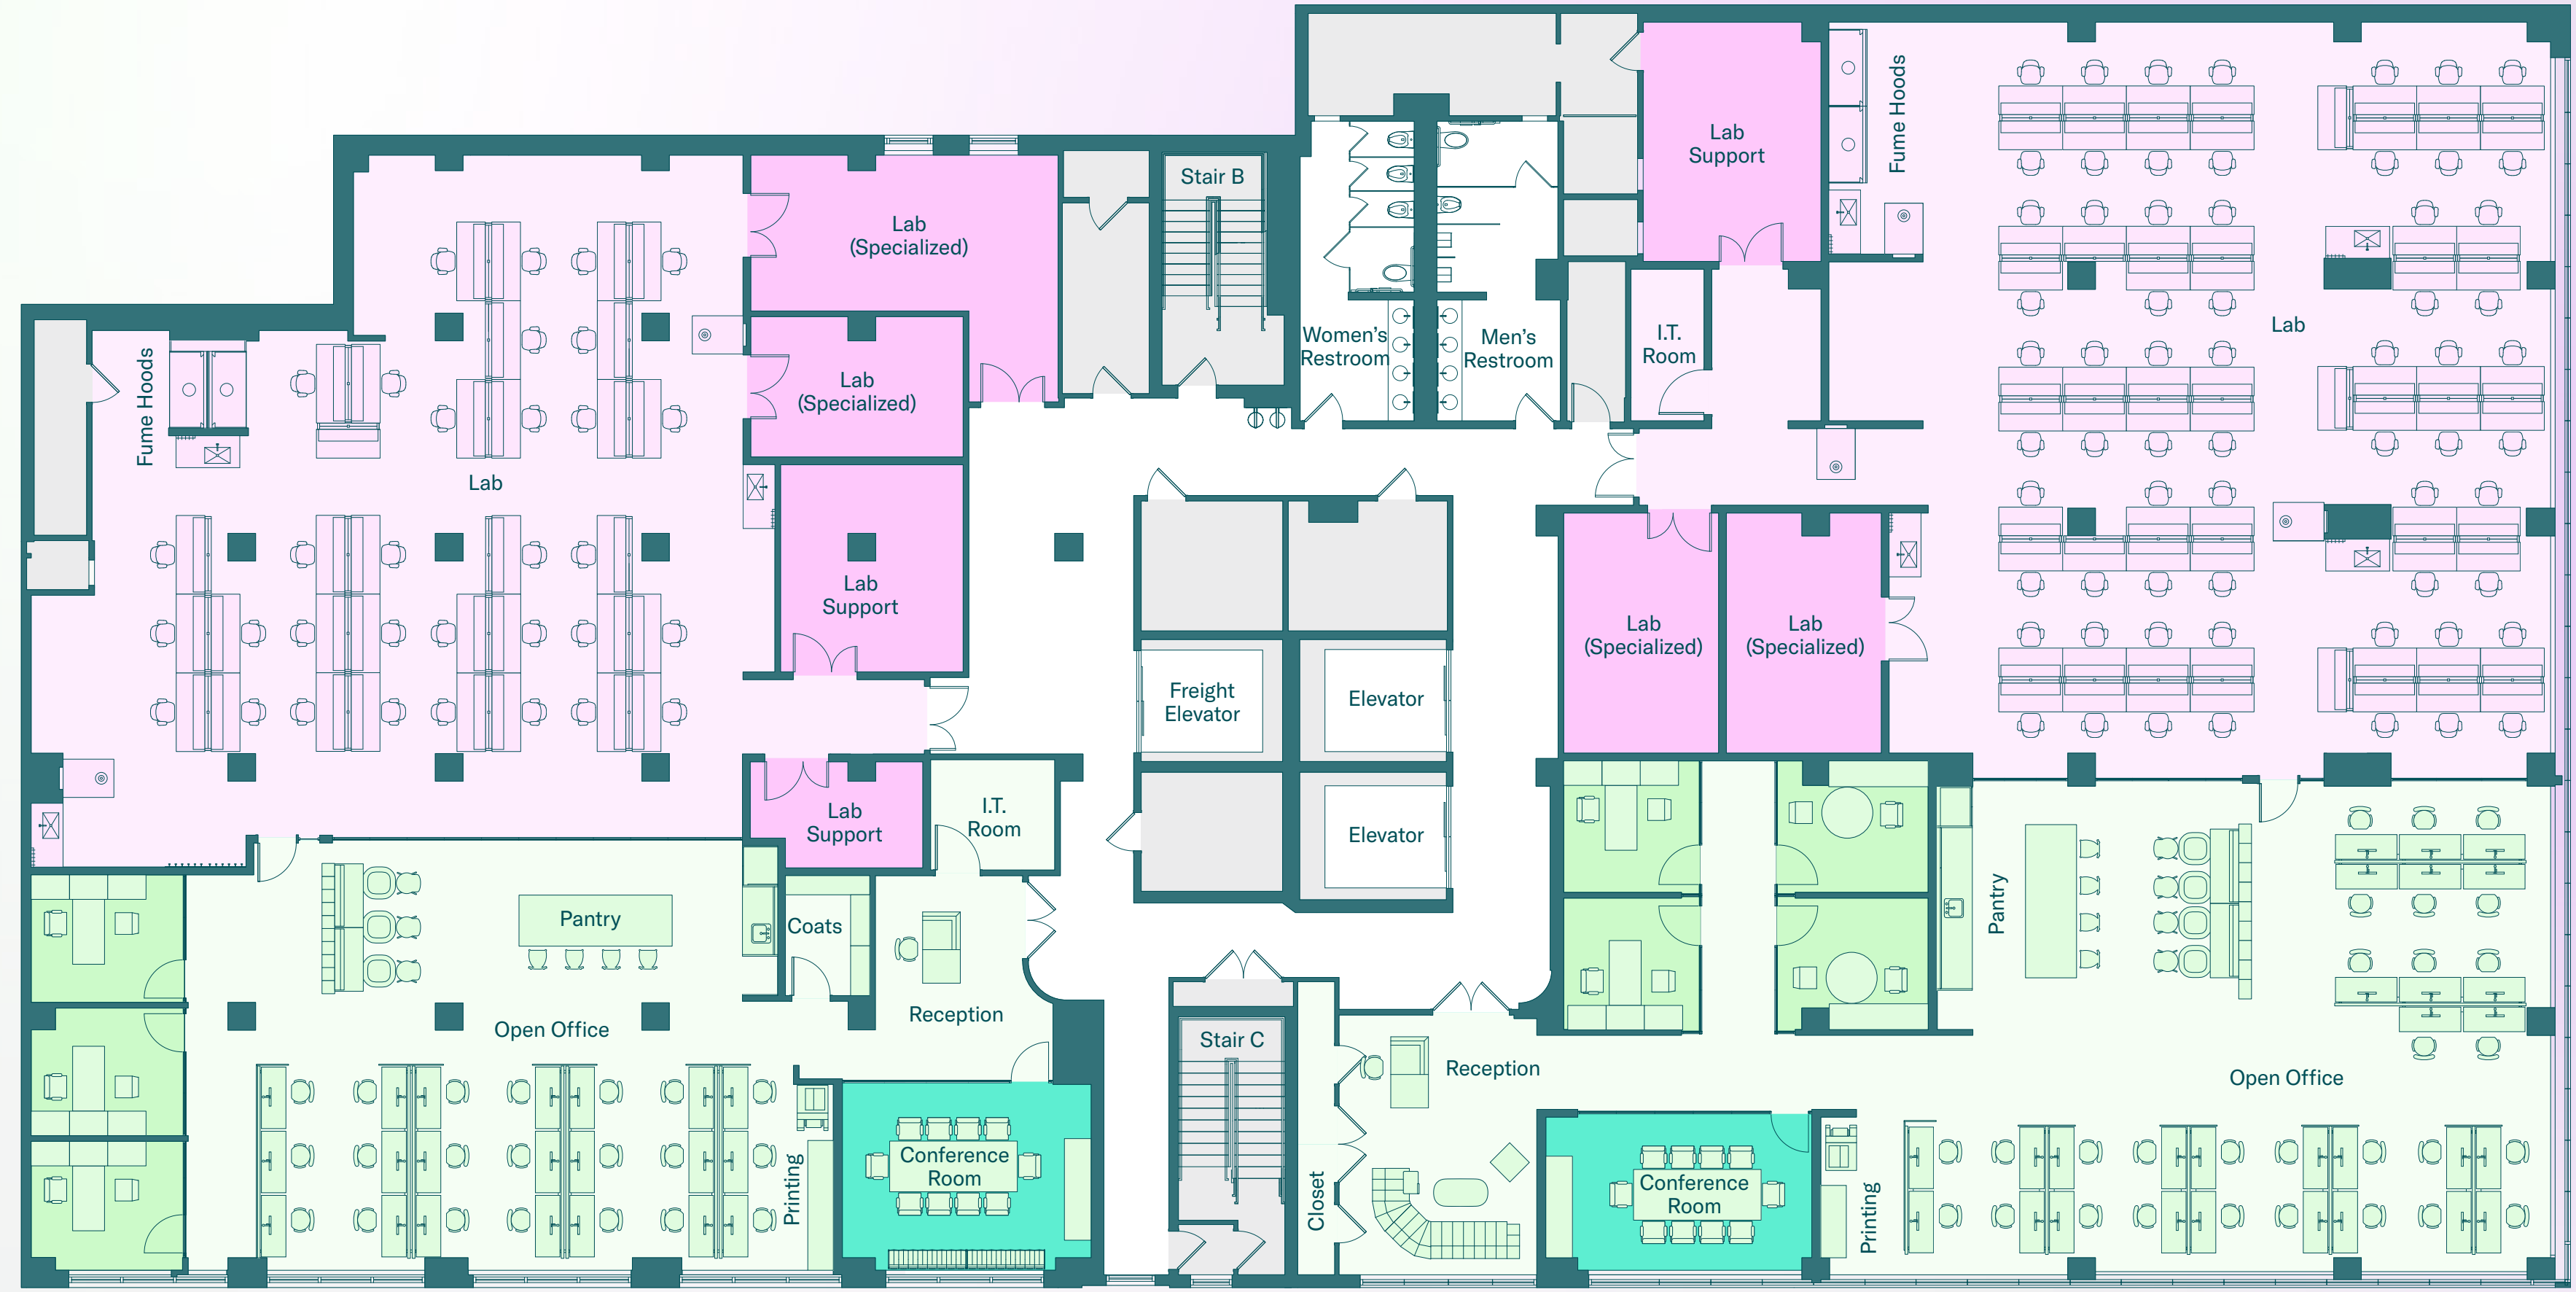 Stair B
Lab
Support
Fume Hoods
Lab
(Specialized)
Women's
Restroom
Men's
Restroom
I.T.
Room
Lab
Fume Hoods
Lab
(Specialized)
Lab
Lab
Support
Lab
(Specialized)
Lab
(Specialized)
Freight
Elevator
Elevator
Lab
Support
I.T.
Room
Elevator
Pantry
Coats
Pantry
Open Office
Reception
Stair C
Reception
Open Office
Printing
Conference
Room
Closet
Conference
Room
Printing